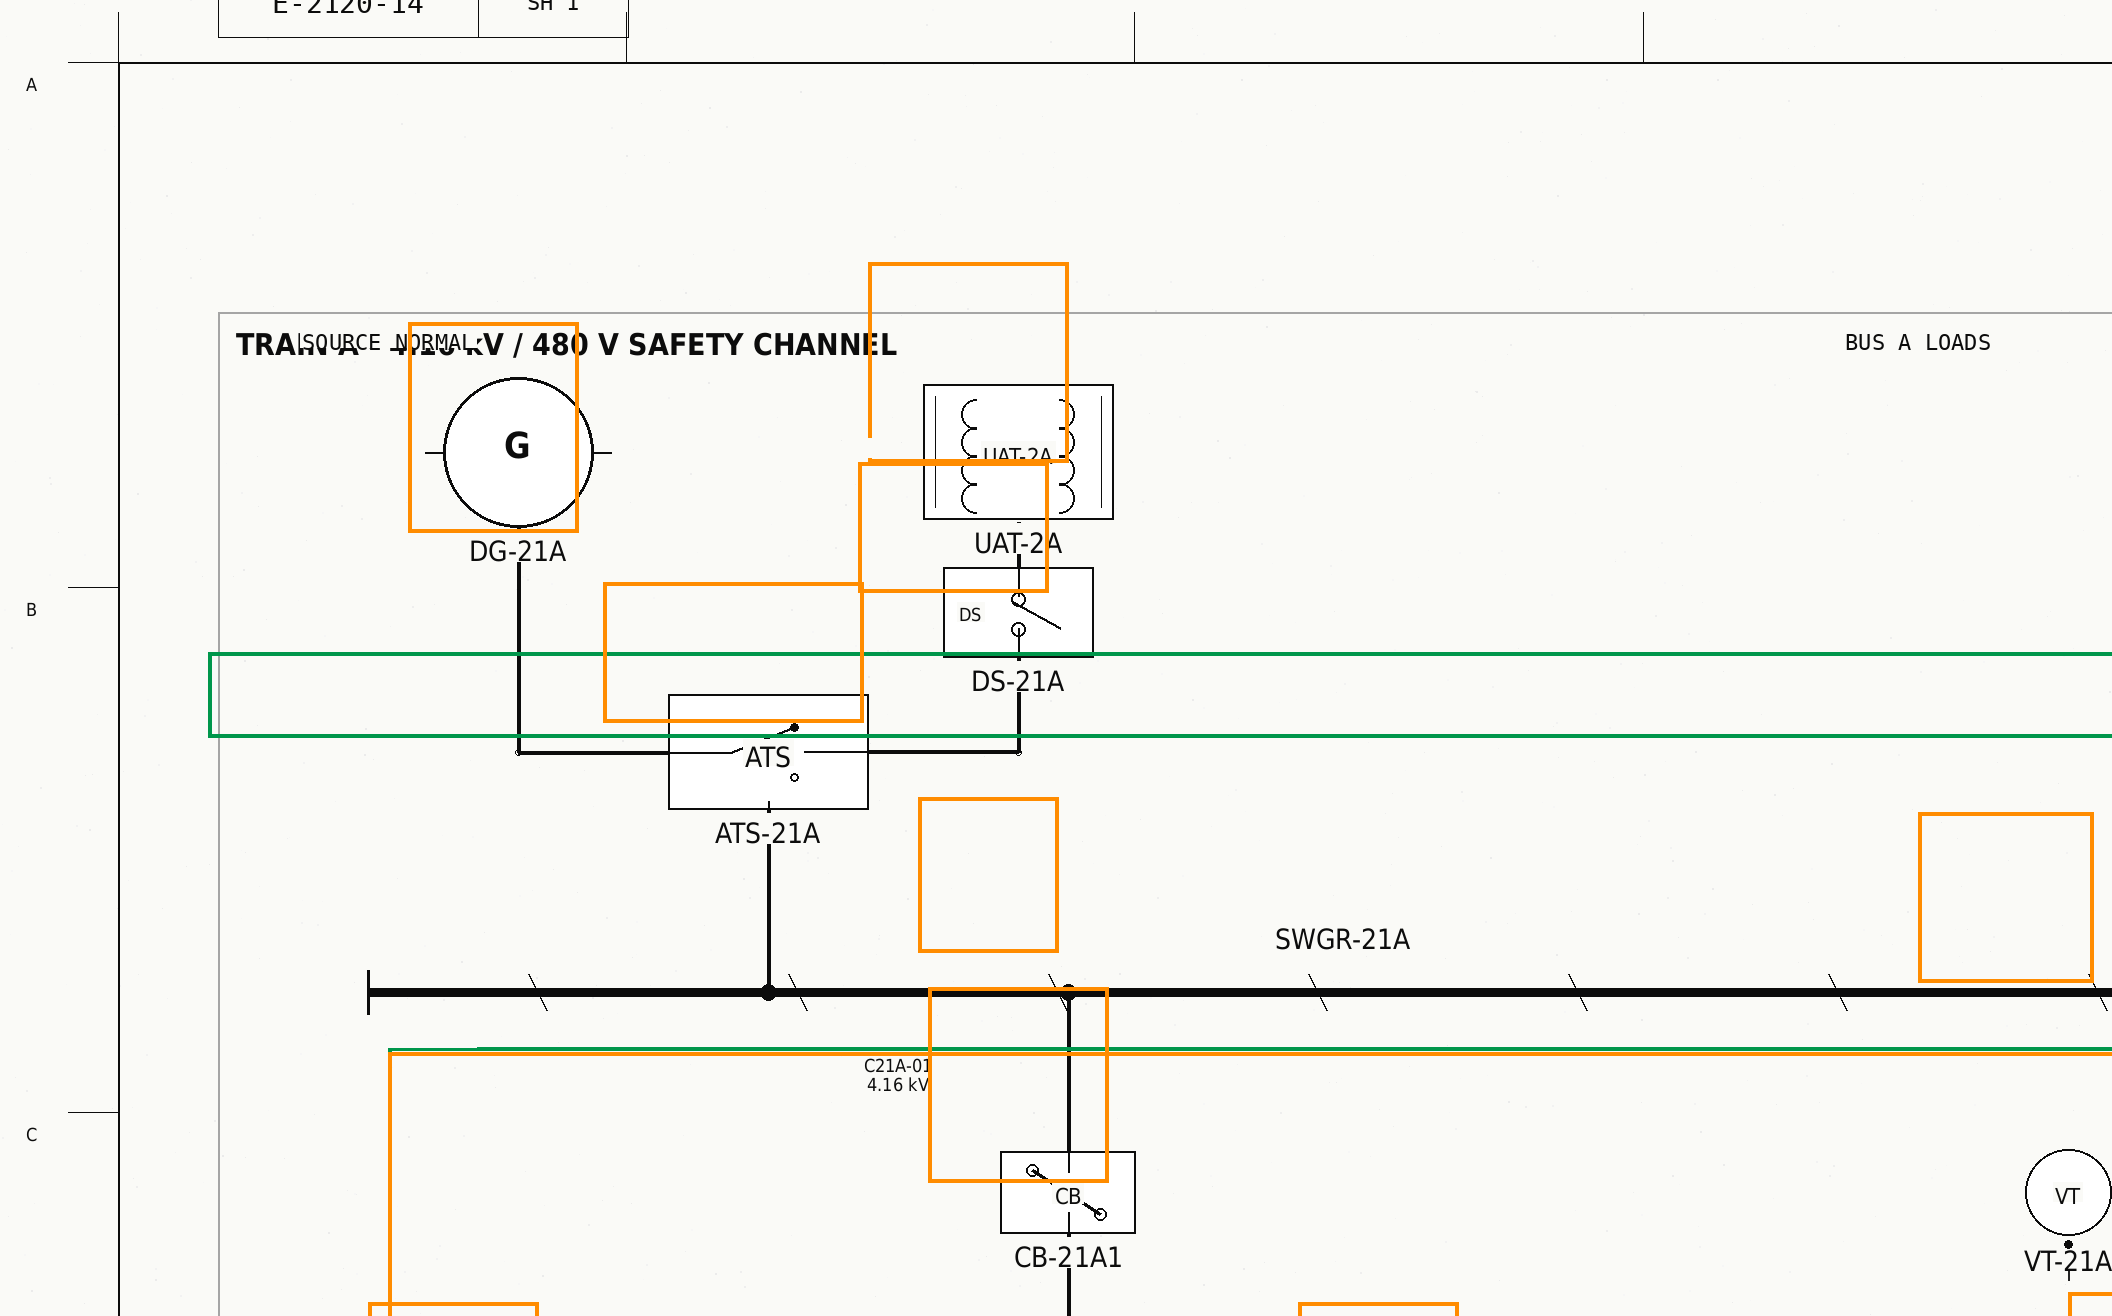 E-2120-14
SH 1
A
V / 480 V SAFETY CHANNEL
SOURCE NORMAL
BUS A LOADS
G
UAT-2A
DG-21A
UAT-2A
B
DS
DS-21A
ATS
ATS-21A
SWGR-21A
C21A-01
4.16 kV
C
CB
VT
CB-21A1
VT-21A